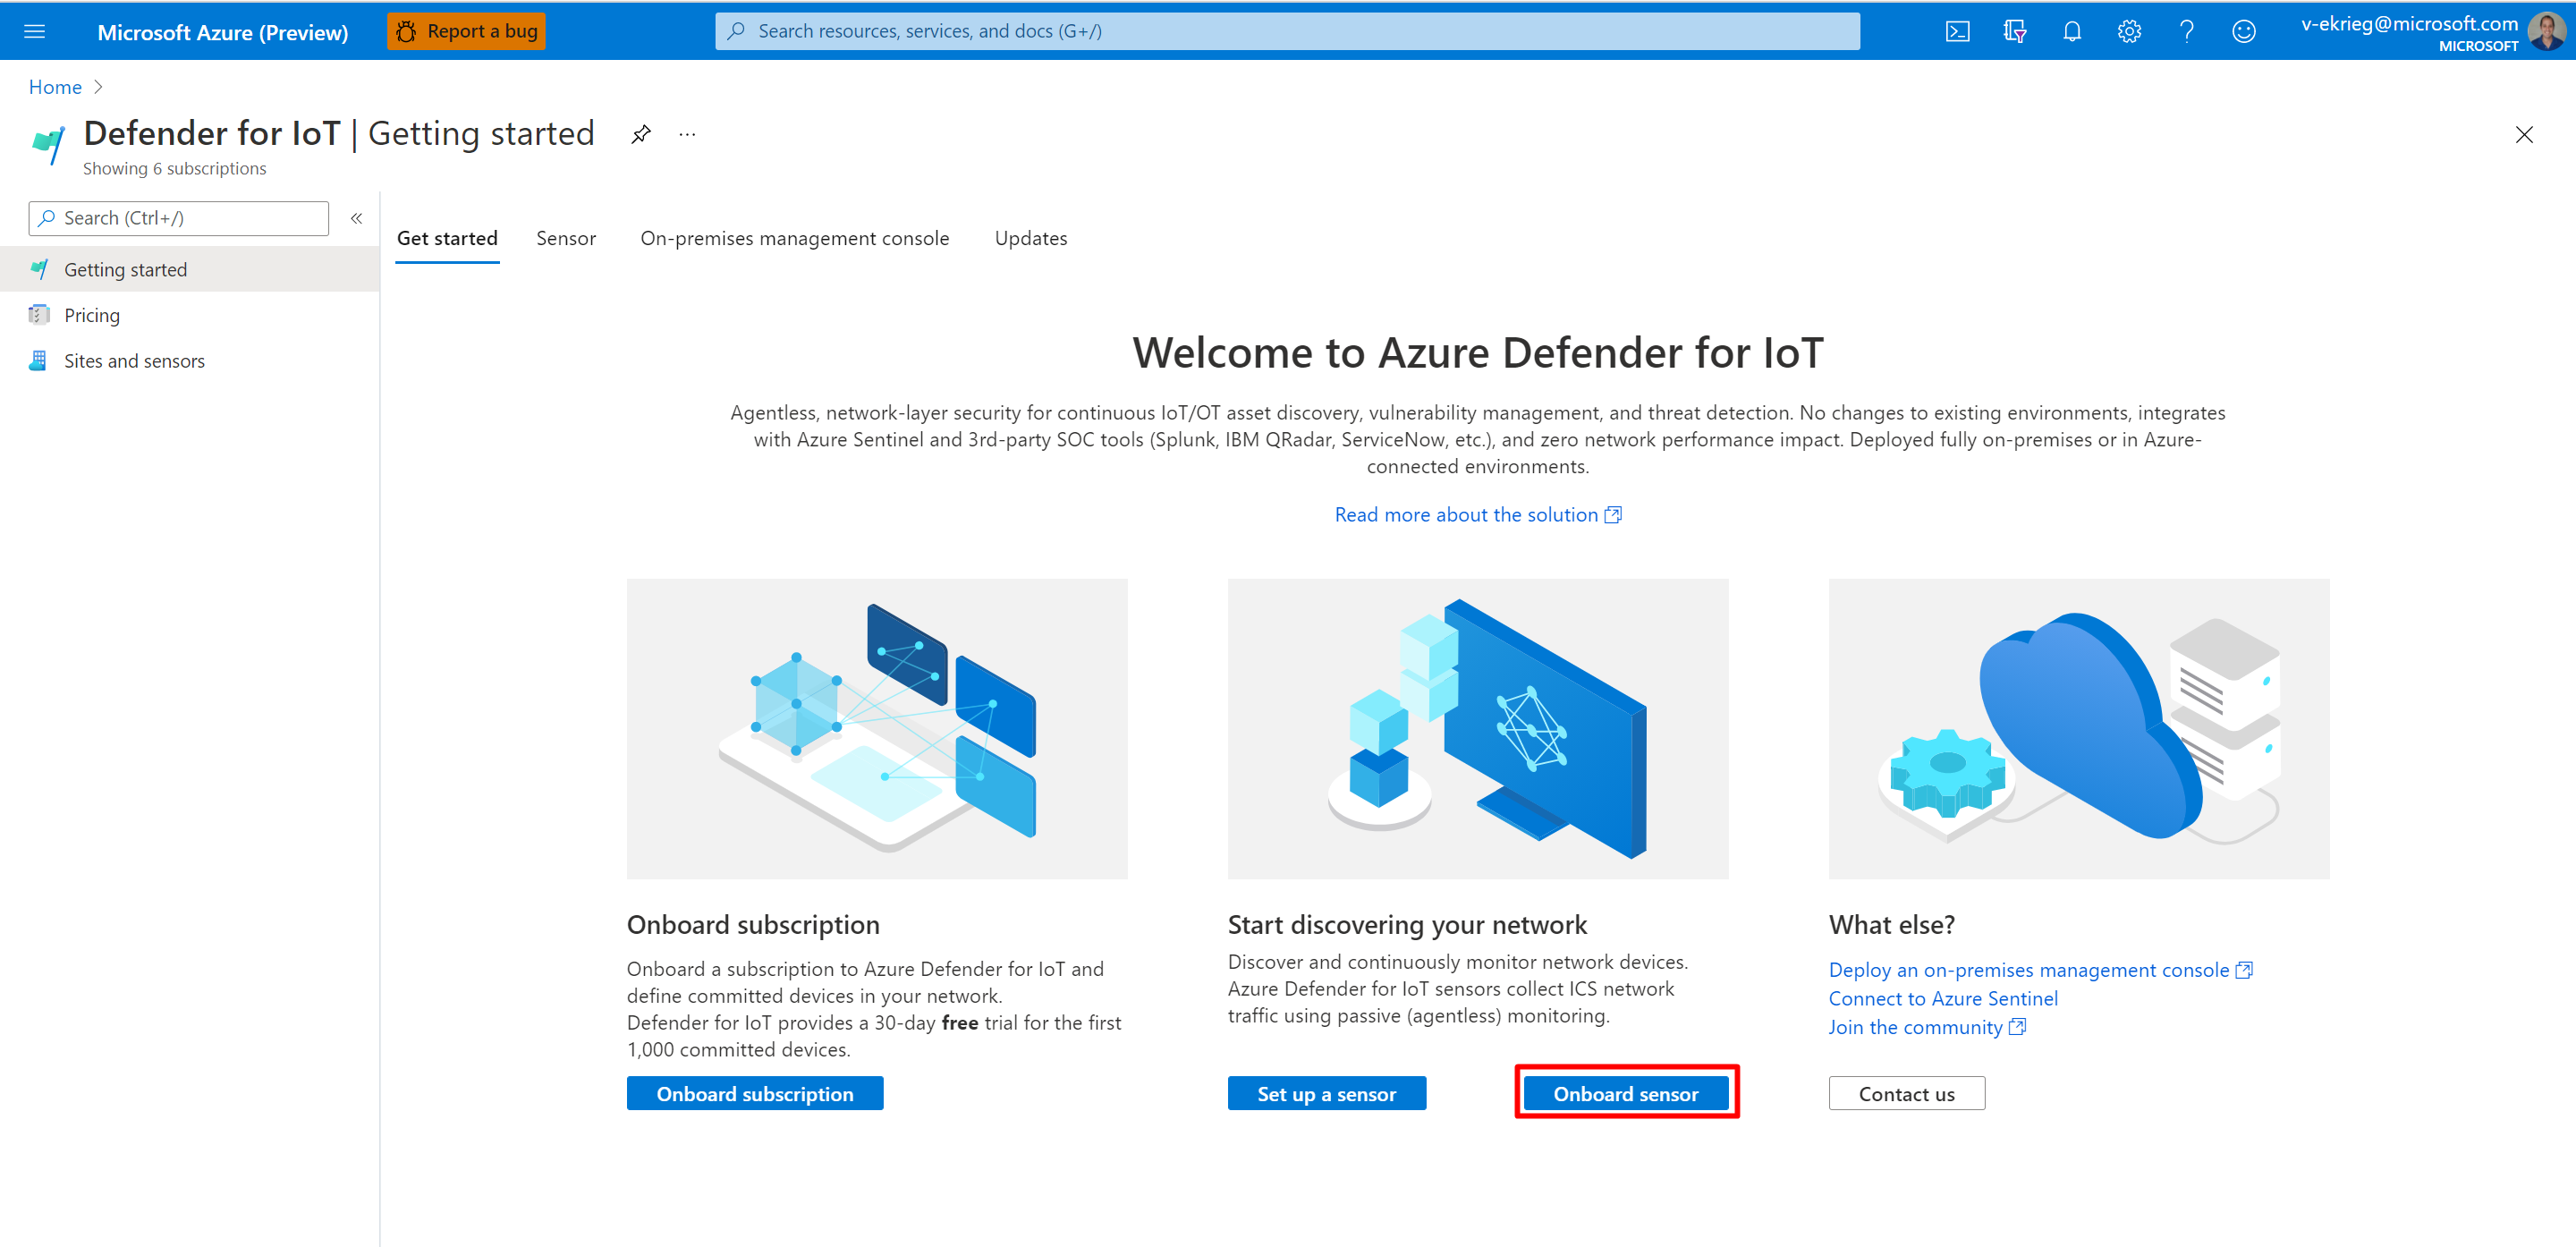 Microsoft Azure (Preview)
Report a bug
Search resources, services, and docs (G+/)
v-ekrieg@microsoft.com
MICROSOFT
Home
Defender for IoT | Getting started
Showing 6 subscriptions
Search (Ctrl+/)
Getting started
Pricing
Sites and sensors
Get started
Sensor
On-premises management console
Updates
Welcome to Azure Defender for IoT
Agentless, network-layer security for continuous IoT/OT asset discovery, vulnerability management, and threat detection. No changes to existing environments, integrates
with Azure Sentinel and 3rd-party SOC tools (Splunk, IBM QRadar, ServiceNow, etc.), and zero network performance impact. Deployed fully on-premises or in Azure-
connected environments.
Read more about the solution
Onboard subscription
Onboard a subscription to Azure Defender for IoT and
define committed devices in your network.
Defender for IoT provides a 30-day free trial for the first
1,000 committed devices.
Onboard subscription
Start discovering your network
Discover and continuously monitor network devices.
Azure Defender for IoT sensors collect ICS network
traffic using passive (agentless) monitoring.
Set up a sensor
Onboard sensor
What else?
Deploy an on-premises management console
Connect to Azure Sentinel
Join the community
Contact us